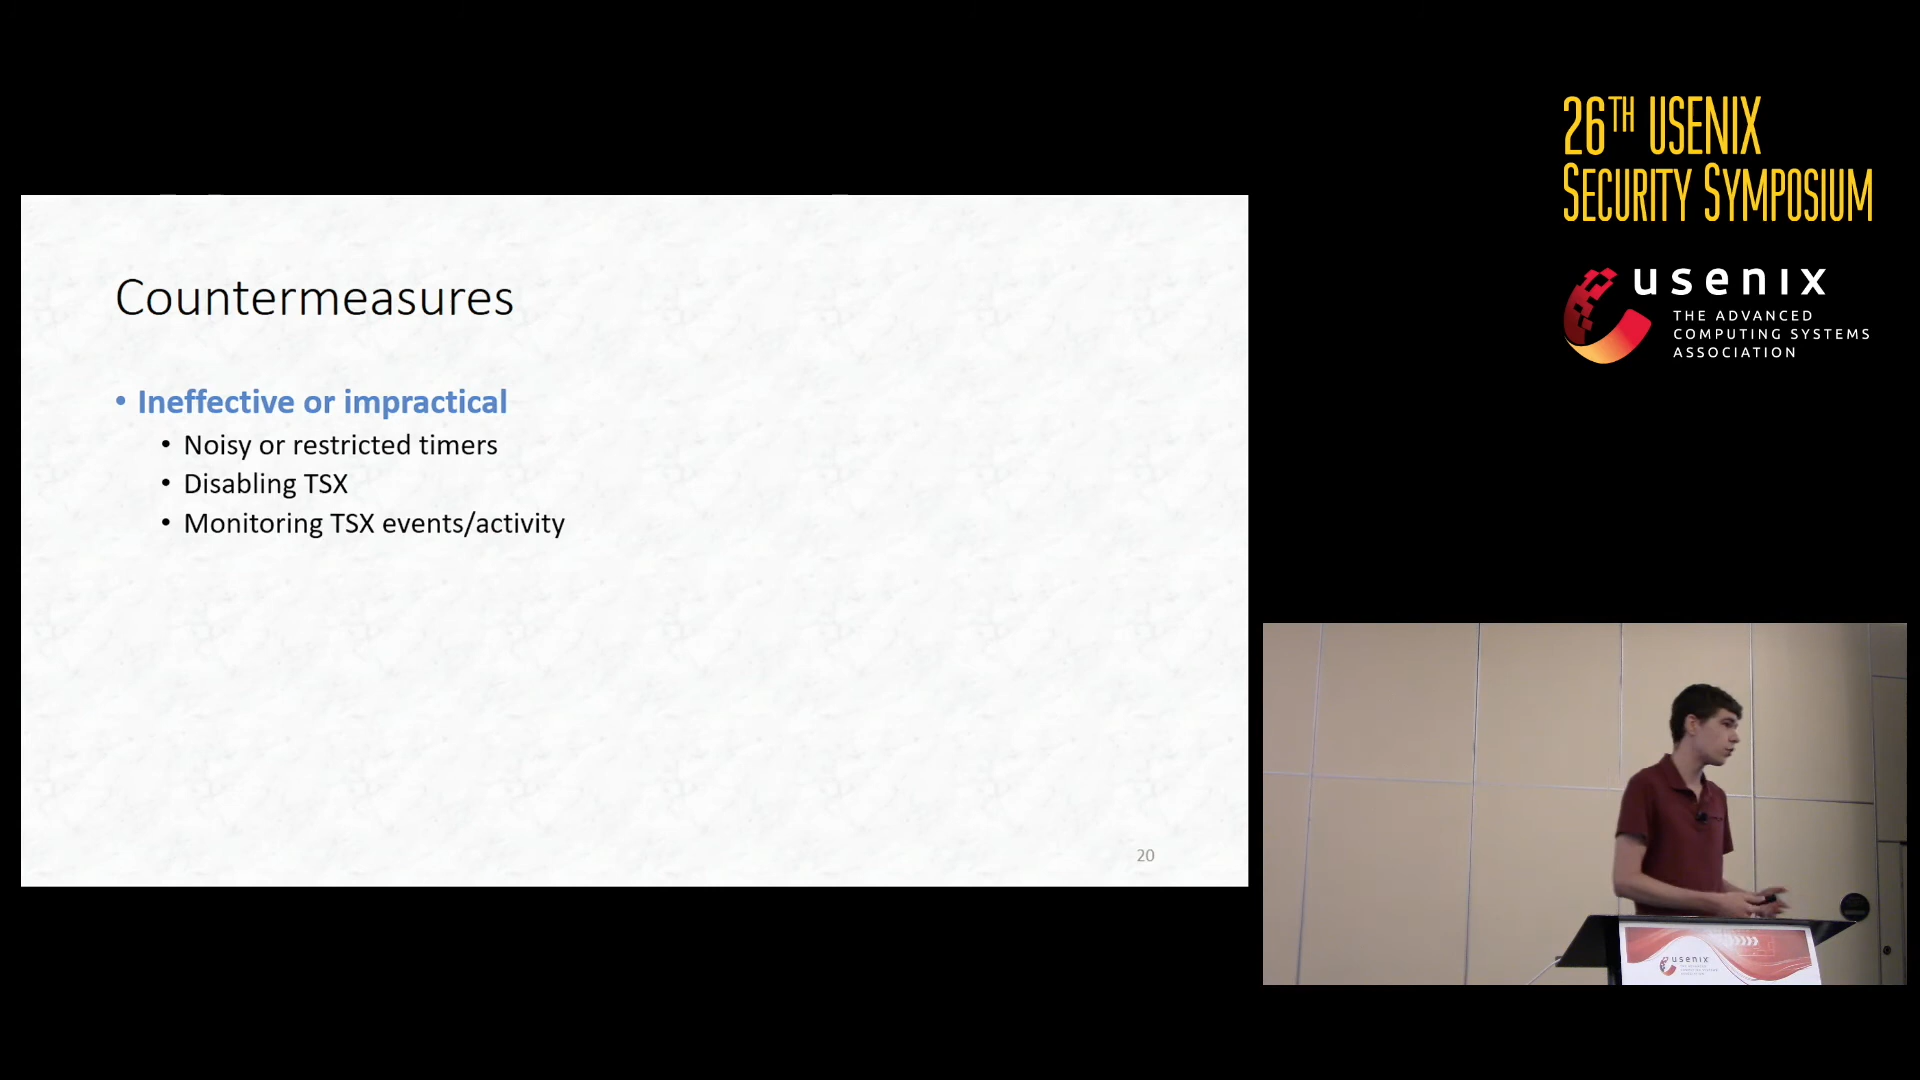 26TH USENIX
SECURITY SYMPOSIUM
usenix
THE ADVANCED
COMPUTING SYSTEMS
ASSOCIATION
Countermeasures
• Ineffective or impractical
• Noisy or restricted timers
• Disabling TSX
• Monitoring TSX events/activity
20
usenix